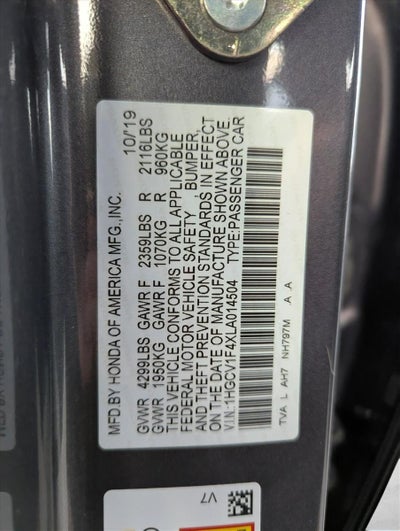 MFD.BY HONDA OF AMERICA MFG.,INC. 10/'19
GVWR 4299LBS GAWR F 2359LBS R 2116LBS
GVWR 1950KG GAWR F 1070KG R 960KG
THIS VEHICLE CONFORMS TO ALL APPLICABLE
FEDERAL MOTOR VEHICLE SAFETY, BUMPER,
AND THEFT PREVENTION STANDARDS IN EFFECT
ON THE DATE OF MANUFACTURE SHOWN ABOVE.
V.I.N.:1HGCV1F4XLA014504 TYPE:PASSENGER CAR
TVA L AH7 NH797M A A
V7